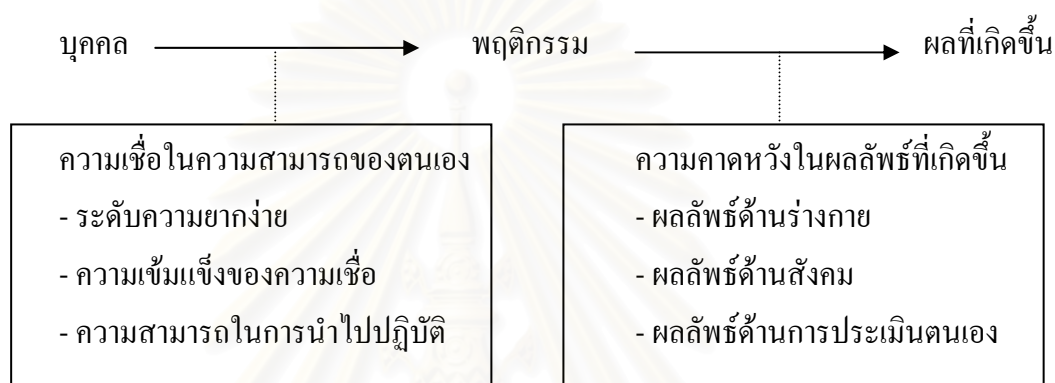 บุคคล พฤติกรรม ผลที่เกิดขึ้น
ความเชื่อในความสามารถของตนเอง
- ระดับความยากง่าย
- ความเข้มแข็งของความเชื่อ
- ความสามารถในการนำไปปฏิบัติ
ความคาดหวังในผลลัพธ์ที่เกิดขึ้น
- ผลลัพธ์ด้านร่างกาย
- ผลลัพธ์ด้านสังคม
- ผลลัพธ์ด้านการประเมินตนเอง